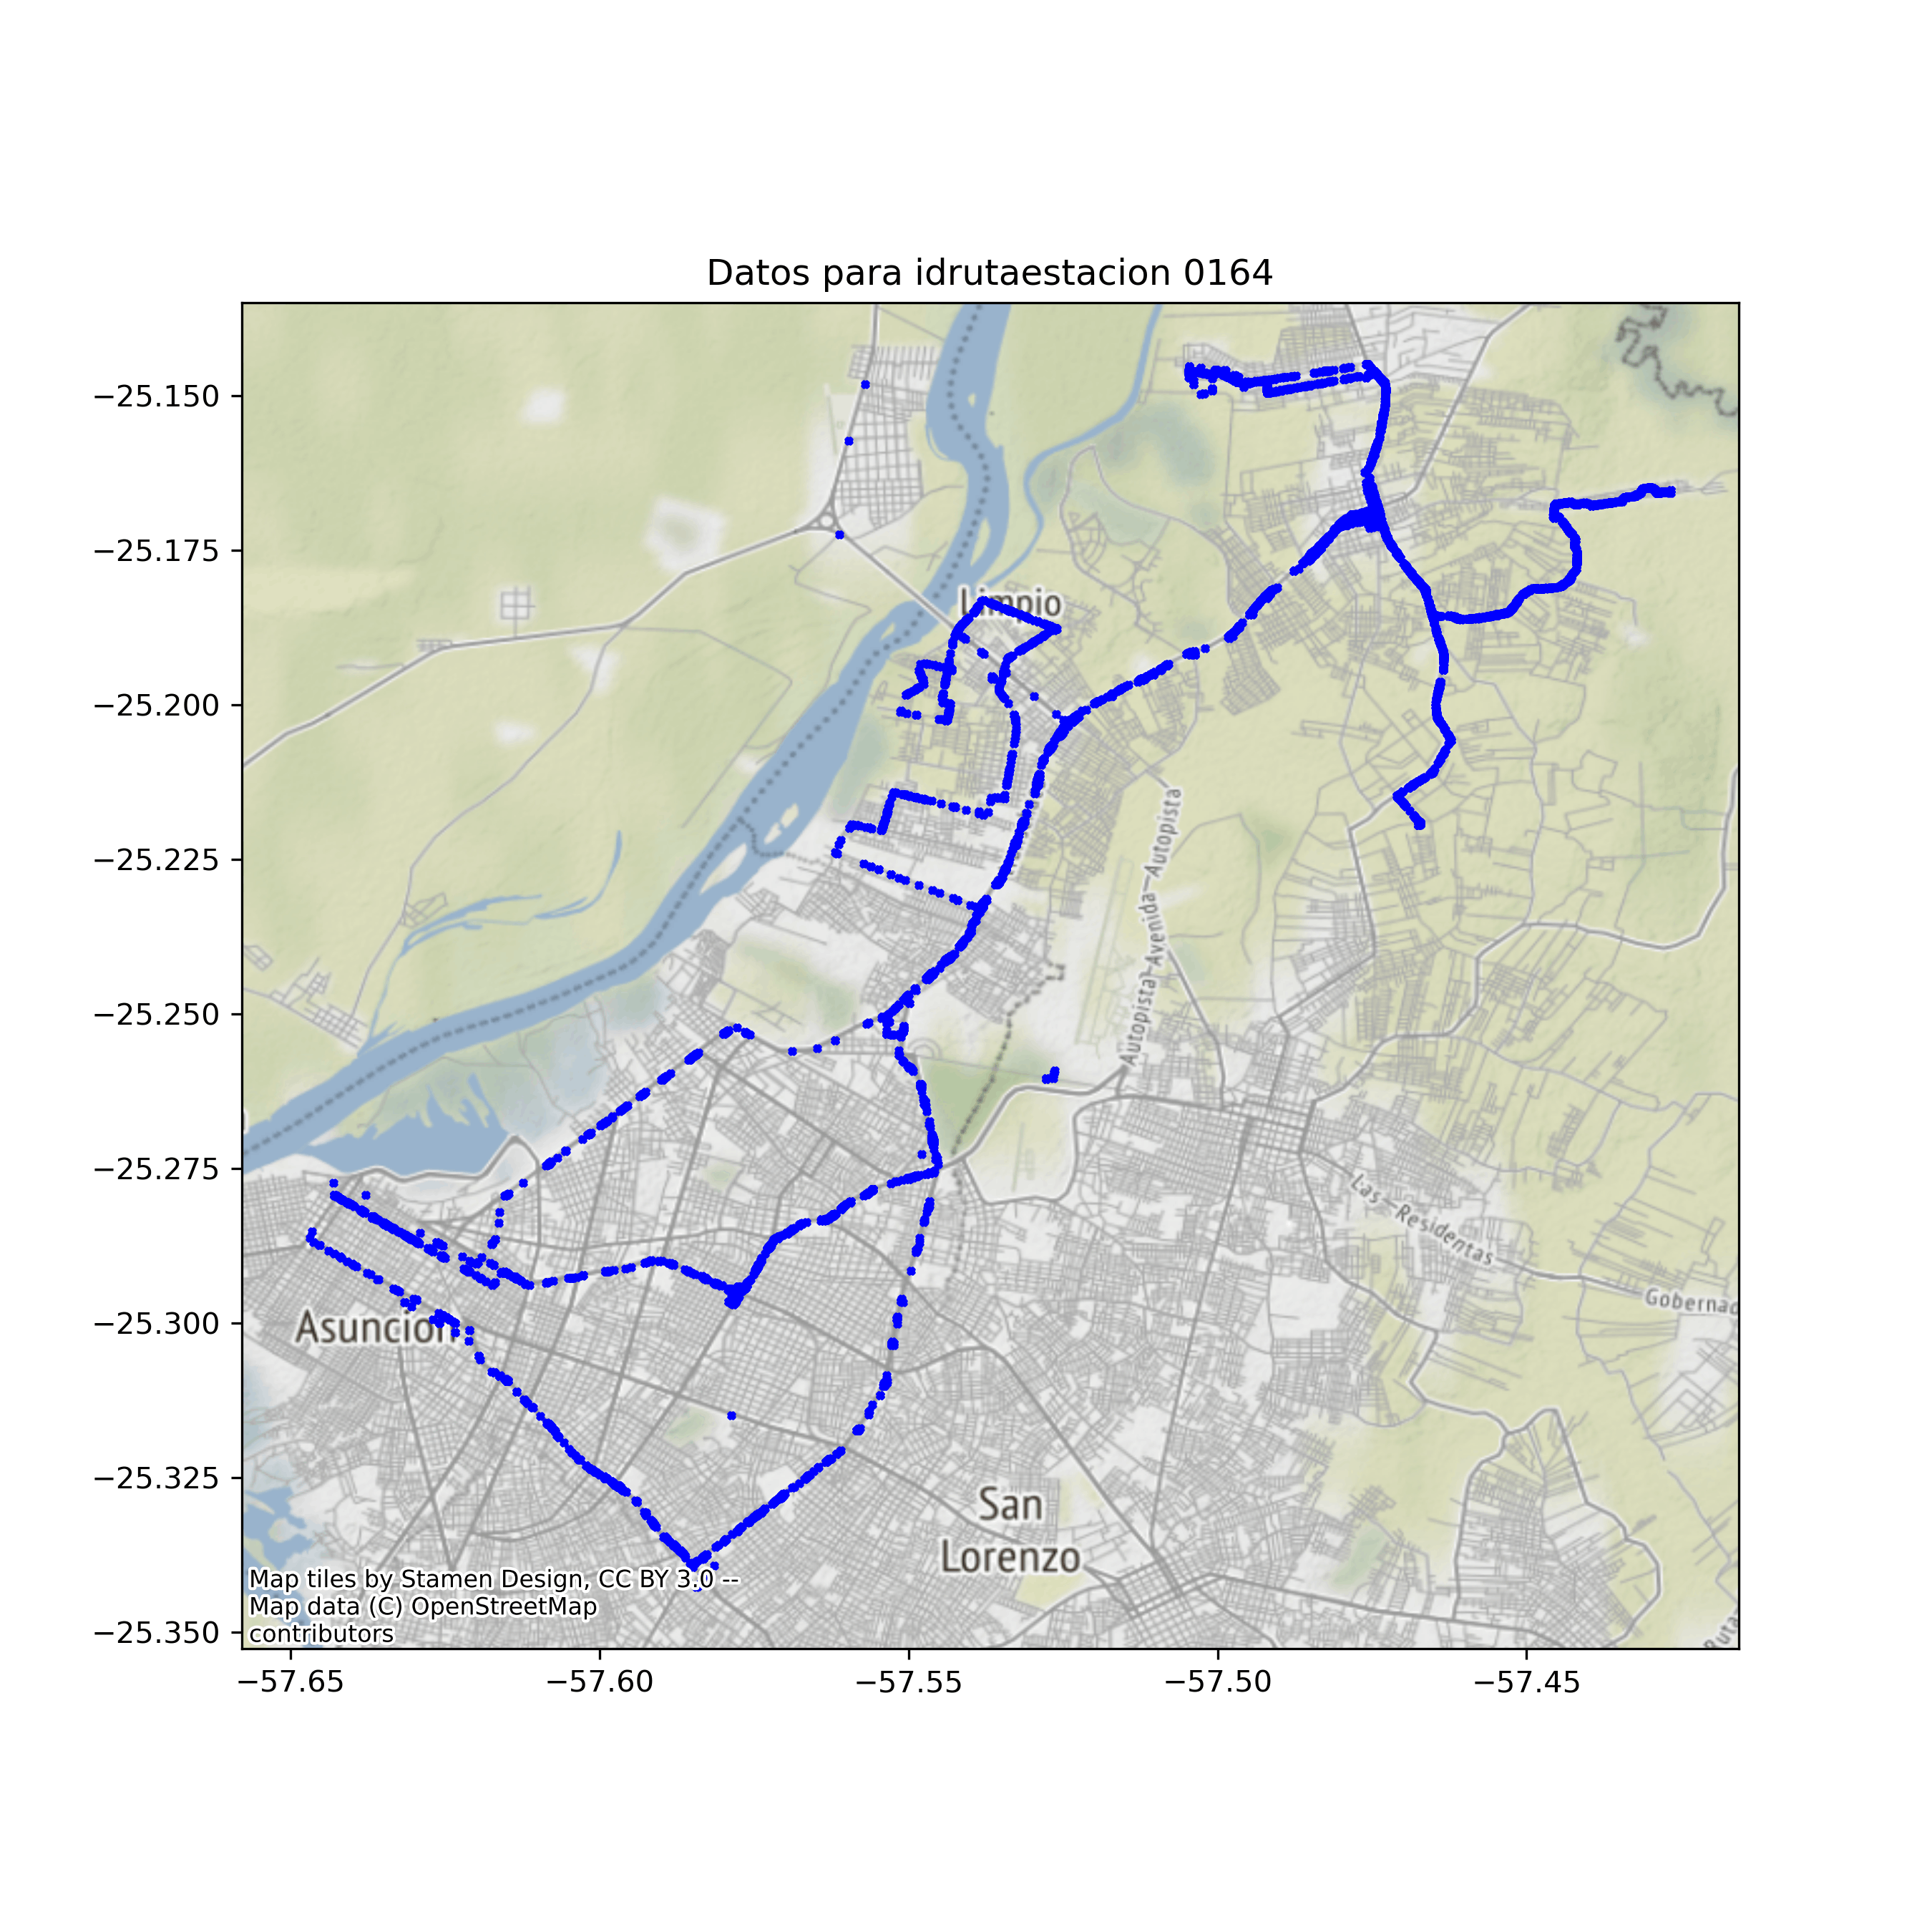 Datos para idrutaestacion 0164
−25.150
−25.175
−25.200
−25.225
−25.250
−25.275
−25.300
−25.325
−25.350
Limpio
Autopista Avenida Autopista
Las Residentas
Gobernad
Asuncion
San
Lorenzo
Ruta
Map tiles by Stamen Design, CC BY 3.0 --
Map data (C) OpenStreetMap
contributors
−57.65
−57.60
−57.55
−57.50
−57.45